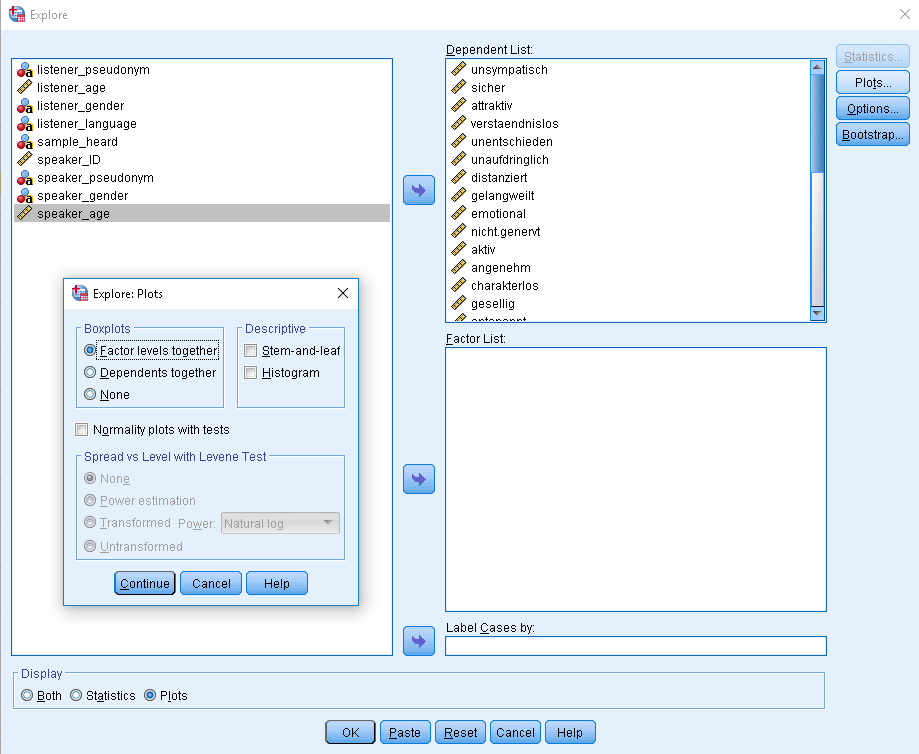 Explore
listener_pseudonym
listener_age
listener_gender
listener_language
sample_heard
speaker_ID
speaker_pseudonym
speaker_gender
speaker_age
Dependent List:
unsympatisch
sicher
attraktiv
verstaendnislos
unentschieden
unaufdringlich
distanziert
gelangweilt
emotional
nicht.genervt
aktiv
angenehm
charakterlos
gesellig
Statistics...
Plots...
Options...
Bootstrap...
Factor List:
Label Cases by:
Explore: Plots
Boxplots
Factor levels together
Dependents together
None
Descriptive
Stem-and-leaf
Histogram
Normality plots with tests
Spread vs Level with Levene Test
None
Power estimation
Transformed Power: Natural log
Untransformed
Continue Cancel Help
Display
Both Statistics Plots
OK Paste Reset Cancel Help